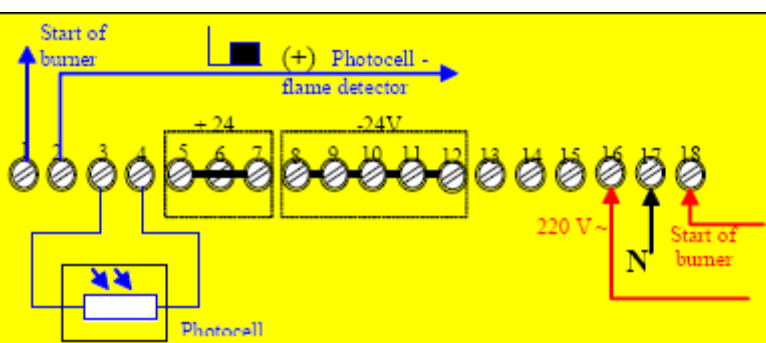 Start of
burner
(+) Photocell -
flame detector
+ 24
-24V
1 2 3 4 5 6 7 8 9 10 11 12 13 14 15 16 17 18
220 V ~
N
Start of
burner
Photocell